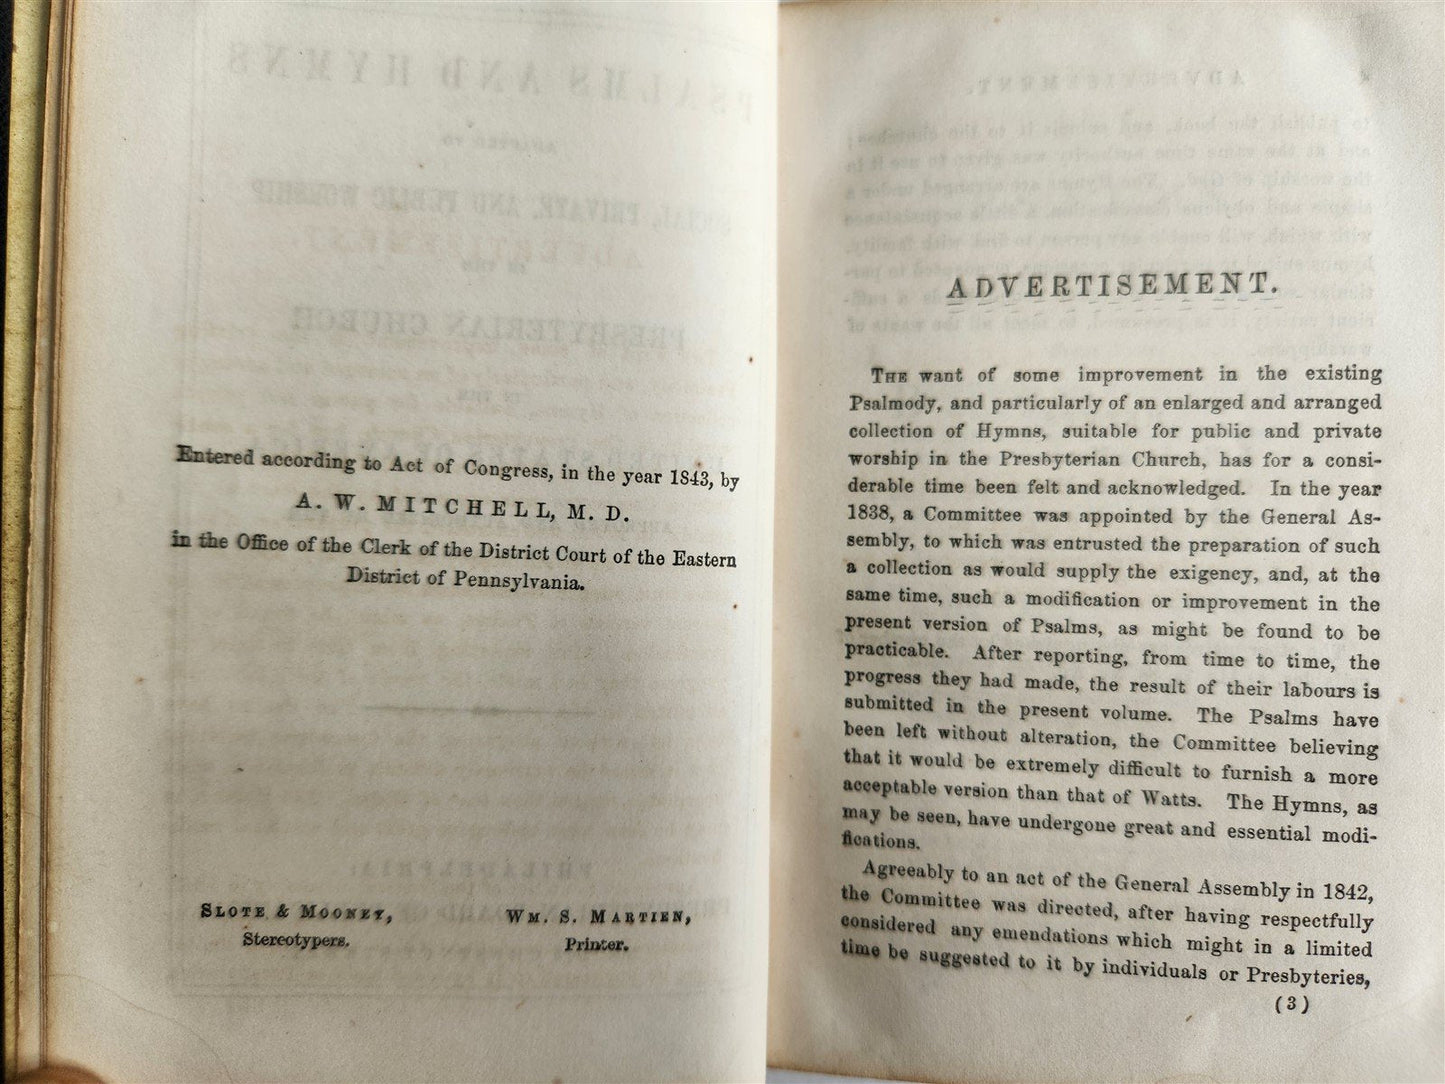 Entered according to Act of Congress, in the year 1843, by
A. W. MITCHELL, M. D.
in the Office of the Clerk of the District Court of the Eastern
District of Pennsylvania.
SLOTE & MOONEY,
Stereotypers.
WM. S. MARTIEN,
Printer.
ADVERTISEMENT.
THE want of some improvement in the existing
Psalmody, and particularly of an enlarged and arranged
collection of Hymns, suitable for public and private
worship in the Presbyterian Church, has for a consi-
derable time been felt and acknowledged. In the year
1838, a Committee was appointed by the General As-
sembly, to which was entrusted the preparation of such
a collection as would supply the exigency, and, at the
same time, such a modification or improvement in the
present version of Psalms, as might be found to be
practicable. After reporting, from time to time, the
progress they had made, the result of their labours is
submitted in the present volume. The Psalms have
been left without alteration, the Committee believing
that it would be extremely difficult to furnish a more
acceptable version than that of Watts. The Hymns, as
may be seen, have undergone great and essential modi-
fications.
Agreeably to an act of the General Assembly in 1842,
the Committee was directed, after having respectfully
considered any emendations which might in a limited
time be suggested to it by individuals or Presbyteries,
(3)